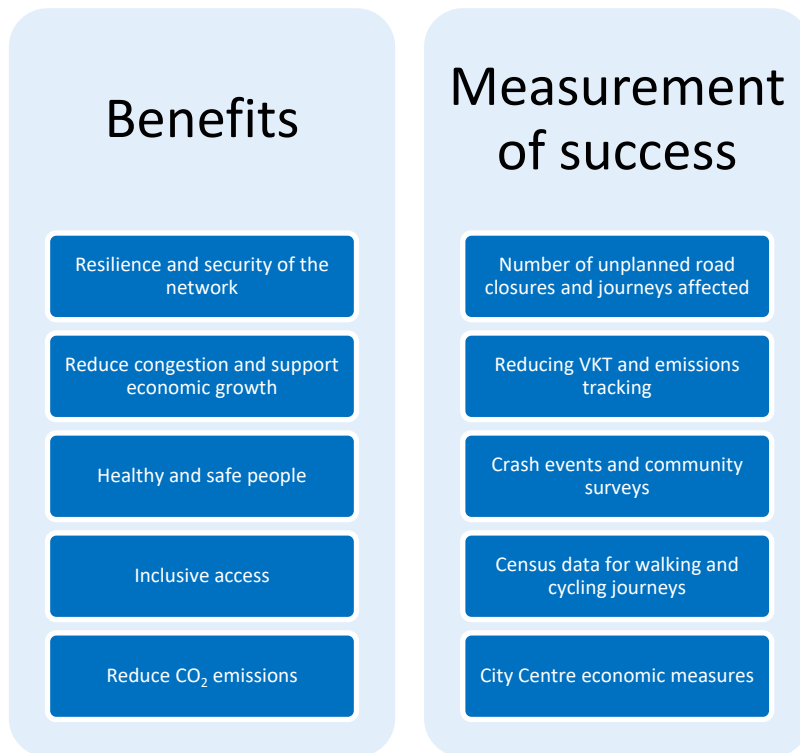 Benefits
Resilience and security of the
network
Reduce congestion and support
economic growth
Healthy and safe people
Inclusive access
Reduce CO₂ emissions
Measurement
of success
Number of unplanned road
closures and journeys affected
Reducing VKT and emissions
tracking
Crash events and community
surveys
Census data for walking and
cycling journeys
City Centre economic measures